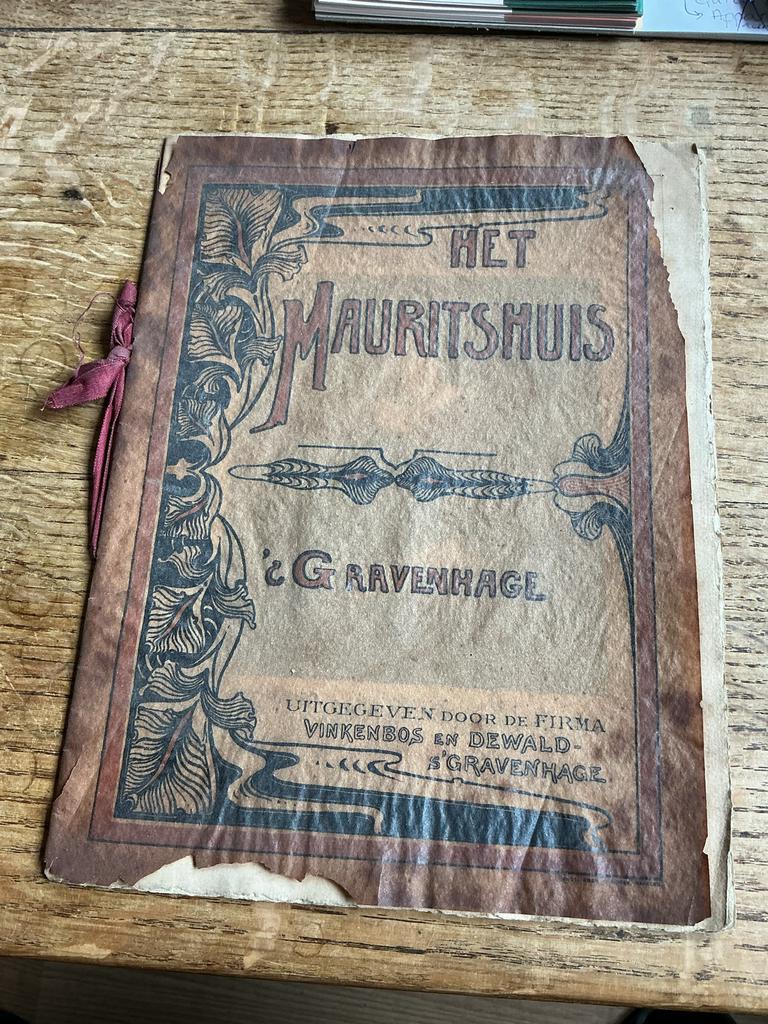 HET
MAURITSHUIS
'c GRAVENHAGE
UITGEGEVEN DOOR DE FIRMA
VINKENBOS EN DEWALD-
s'GRAVENHAGE